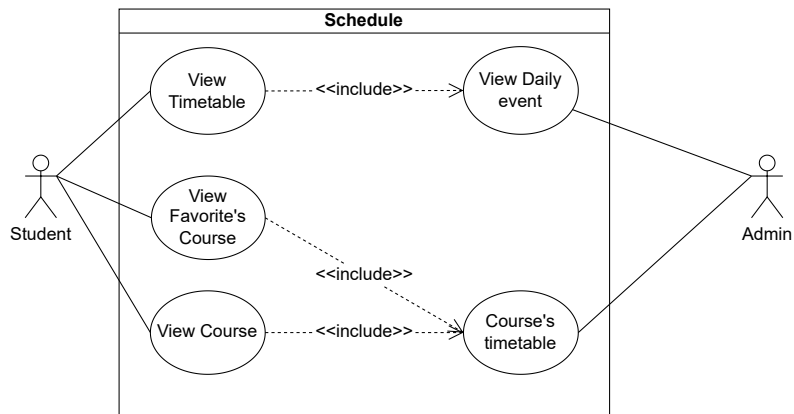 Schedule
View
Timetable
<<include>>
View Daily
event
Student
View
Favorite's
Course
Admin
<<include>>
View Course
<<include>>
Course's
timetable